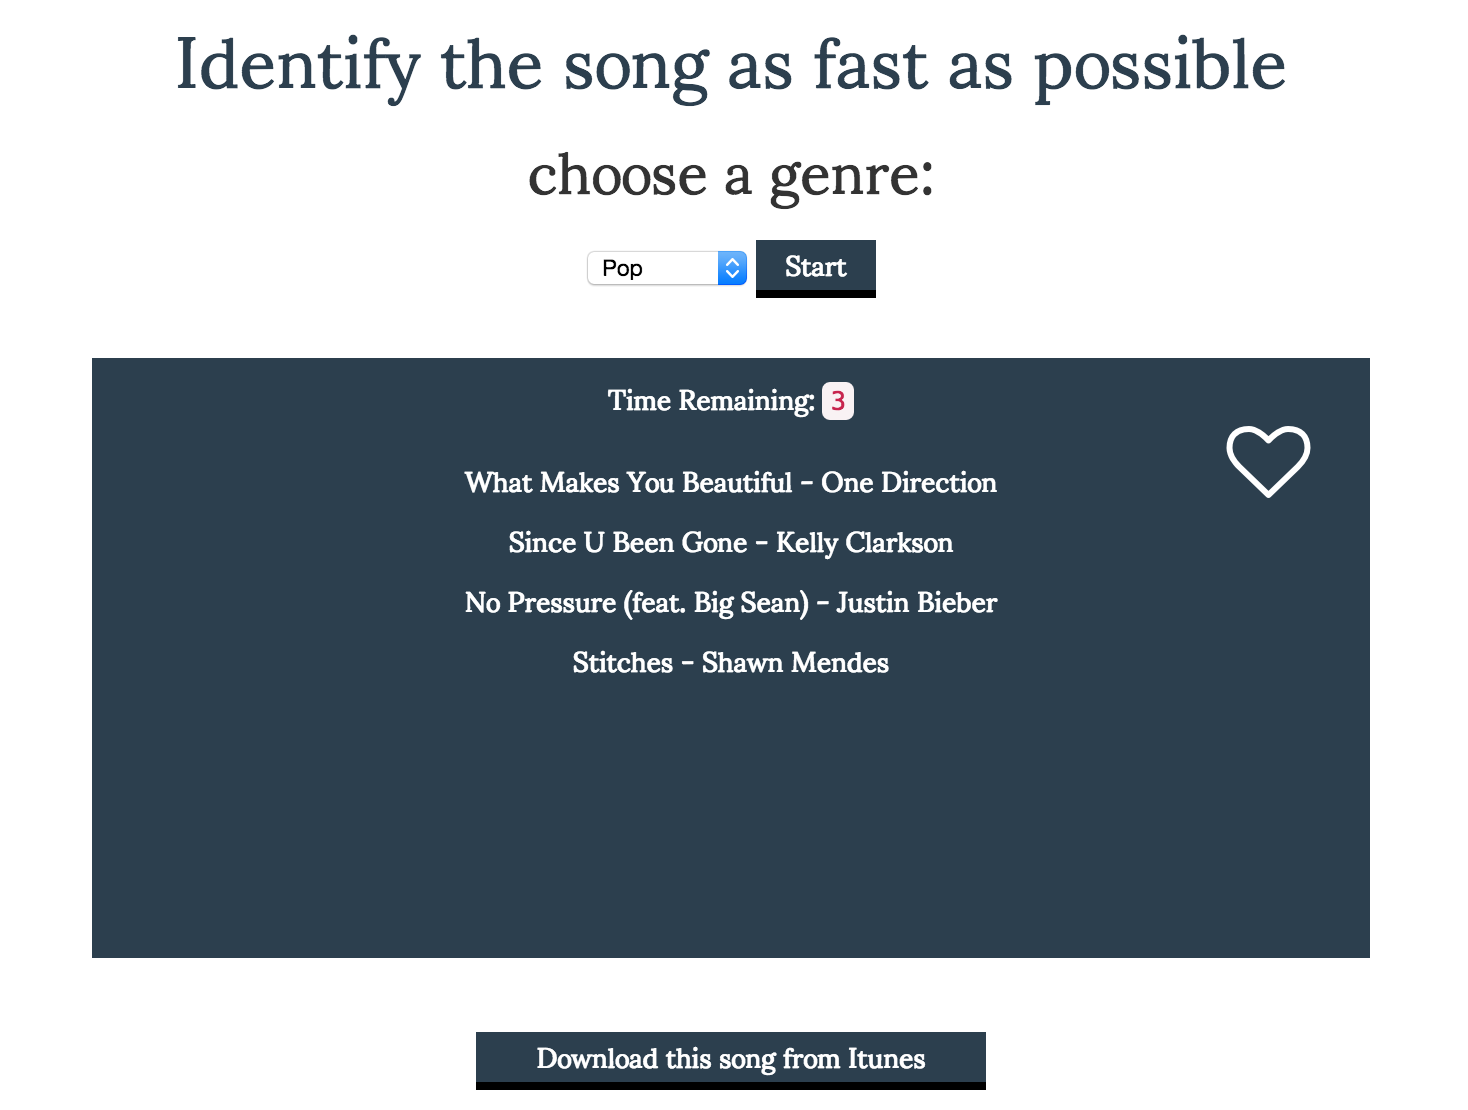 Identify the song as fast as possible
choose a genre:
Pop
Start
Time Remaining: 3
What Makes You Beautiful - One Direction
Since U Been Gone - Kelly Clarkson
No Pressure (feat. Big Sean) - Justin Bieber
Stitches - Shawn Mendes
Download this song from Itunes